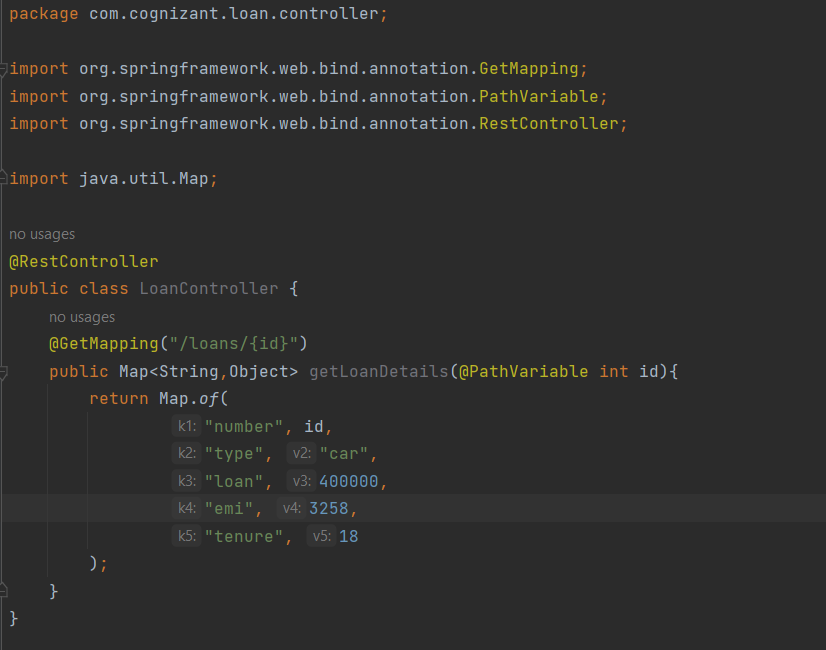 package com.cognizant.loan.controller;
import org.springframework.web.bind.annotation.GetMapping;
import org.springframework.web.bind.annotation.PathVariable;
import org.springframework.web.bind.annotation.RestController;
import java.util.Map;
no usages
@RestController
public class LoanController {
no usages
@GetMapping("/loans/{id}")
public Map<String,Object> getLoanDetails(@PathVariable int id){
return Map.of(
k1: "number", id,
k2: "type", v2: "car",
k3: "loan", v3: 400000,
k4: "emi", v4: 3258,
k5: "tenure", v5: 18
);
}
}